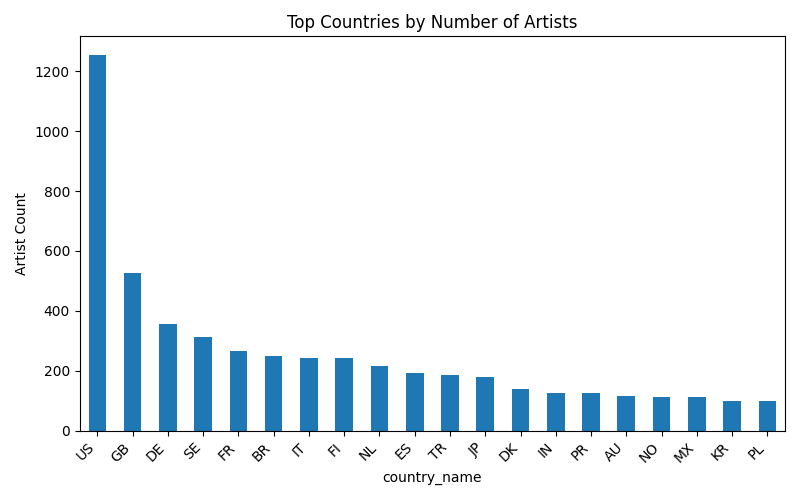 Top Countries by Number of Artists
Artist Count
1200
1000
800
600
400
200
0
US GB DE SE FR BR IT FI NL ES TR JP DK IN PR AU NO MX KR PL
country_name